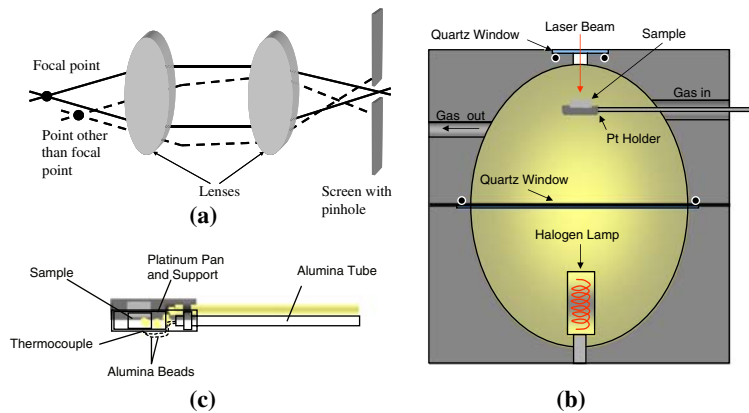 (a)
Focal point
Point other
than focal
point
Lenses
Screen with
pinhole
Laser Beam
Quartz Window
Sample
Gas in
Gas out
Pt Holder
Quartz Window
Halogen Lamp
(b)
Platinum Pan
and Support
Sample
Alumina Tube
Thermocouple
Alumina Beads
(c)